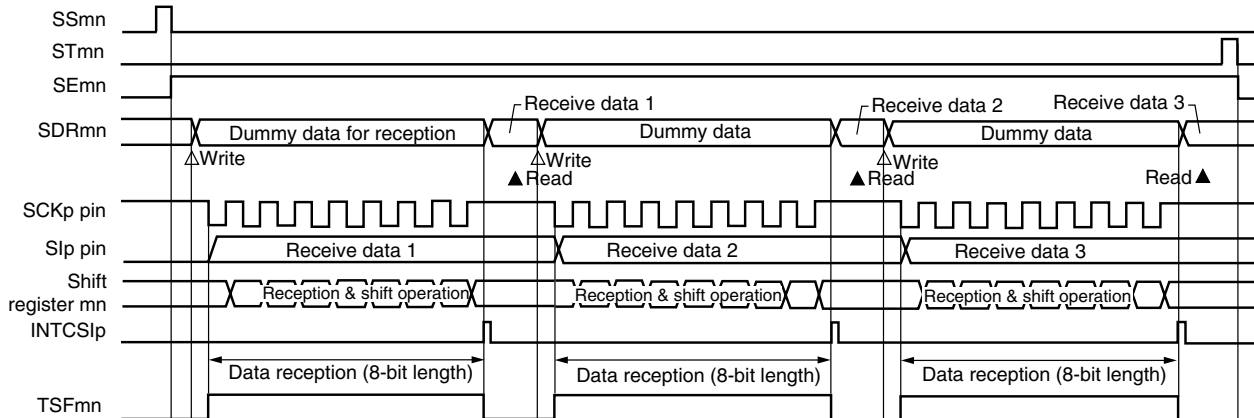 SSmn
STmn
SEmn
Receive data 1
Receive data 2
Receive data 3
SDRmn
Dummy data for reception
Dummy data
Dummy data
△Write
△Write
△Write
▲Read
▲Read
Read▲
SCKp pin
SIp pin
Receive data 1
Receive data 2
Receive data 3
Shift
register mn
Reception & shift operation
Reception & shift operation
Reception & shift operation
INTCSIp
Data reception (8-bit length)
Data reception (8-bit length)
Data reception (8-bit length)
TSFmn